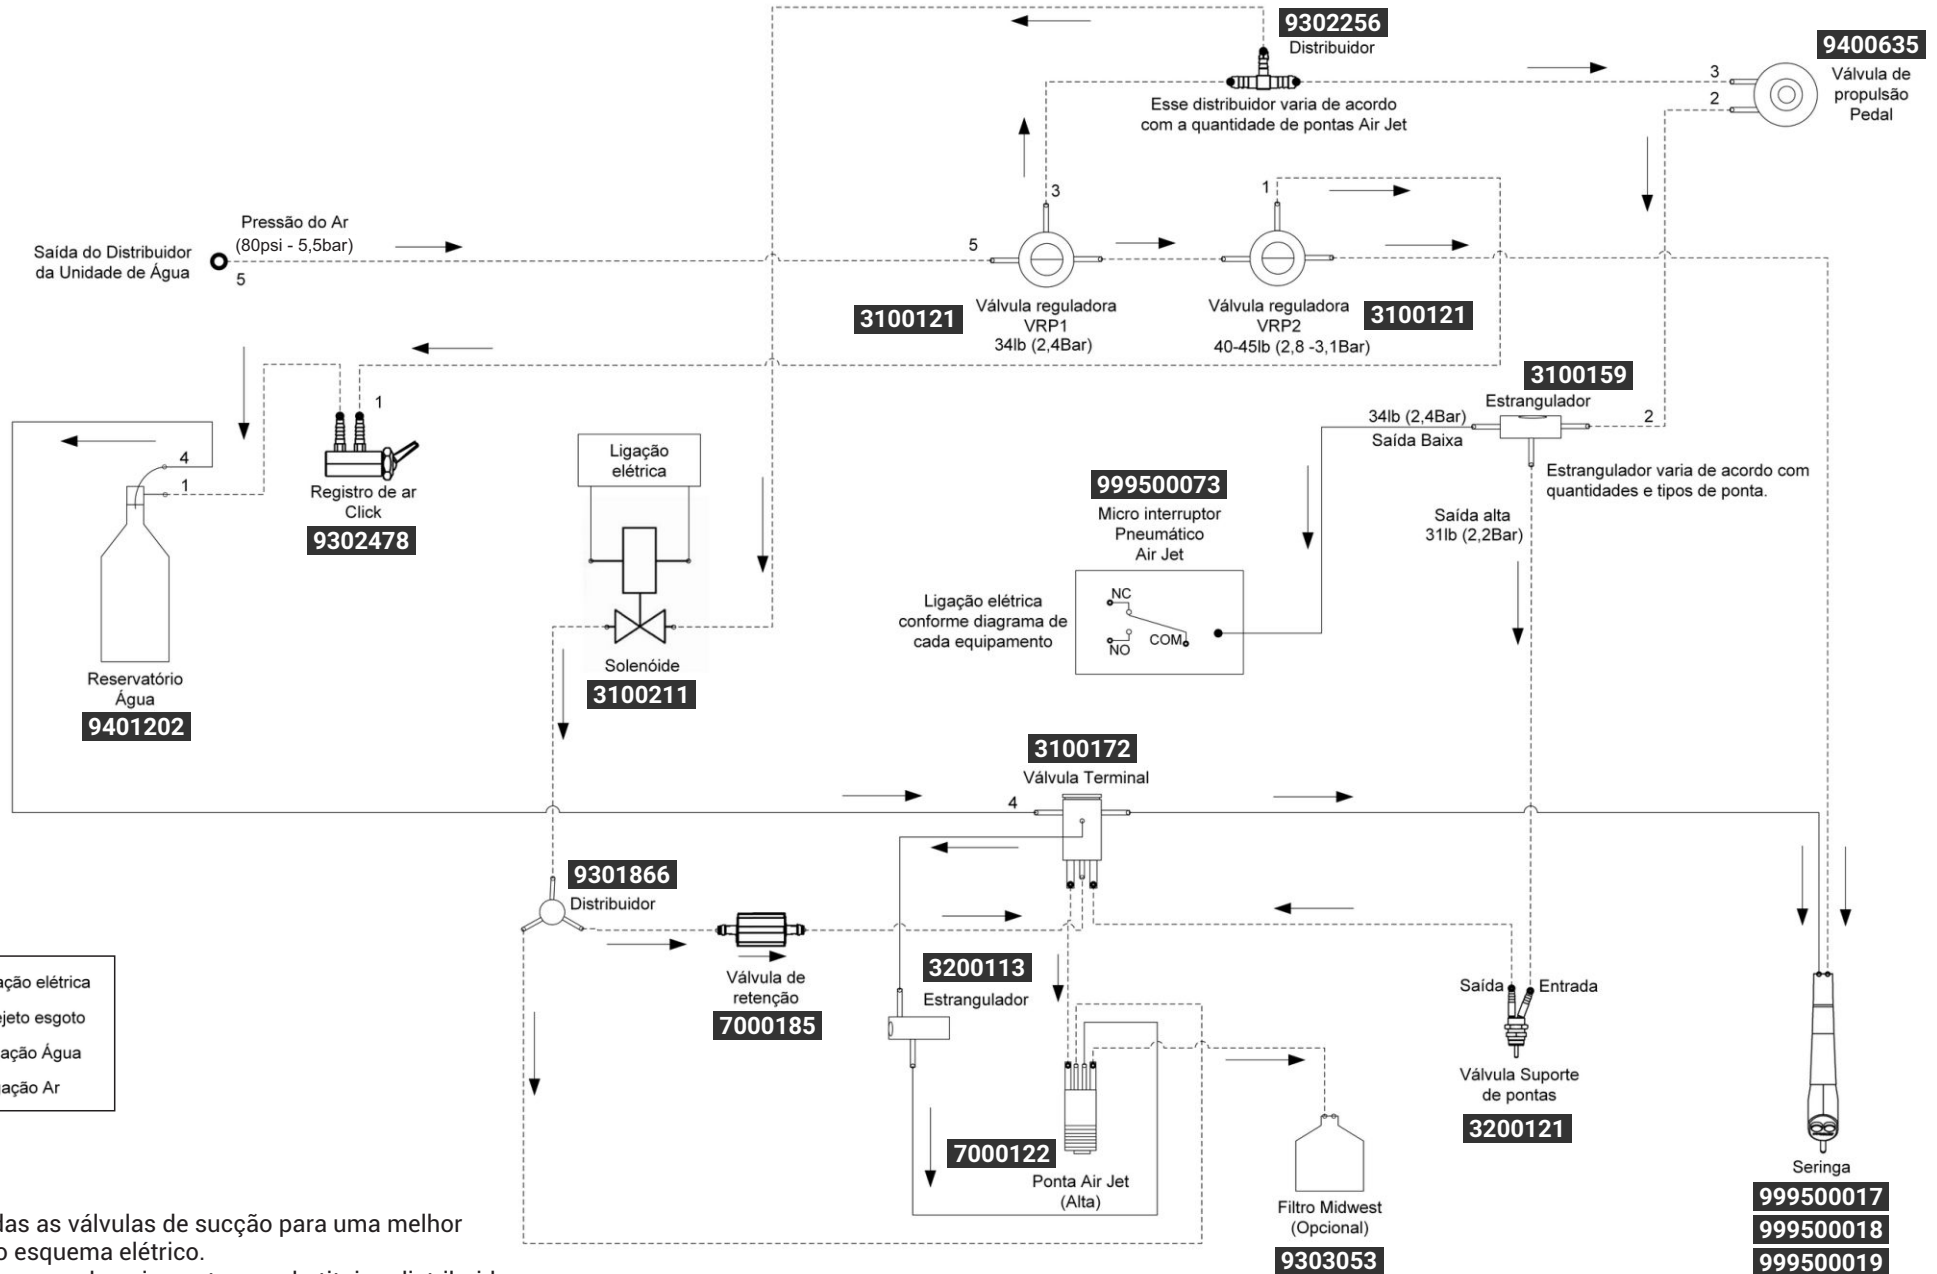 9302256
Distribuidor
Esse distribuidor varia de acordo
com a quantidade de pontas Air Jet
9400635
Válvula de
propulsão
Pedal
3
2
Saída do Distribuidor
da Unidade de Água
Pressão do Ar
(80psi - 5,5bar)
5
5
3
1
3100121
Válvula reguladora
VRP1
34lb (2,4Bar)
Válvula reguladora
VRP2
40-45lb (2,8 -3,1Bar)
3100121
3100159
Estrangulador
34lb (2,4Bar)
Saída Baixa
2
Estrangulador varia de acordo com
quantidades e tipos de ponta.
Saída alta
31lb (2,2Bar)
1
4
1
Registro de ar
Click
9302478
Reservatório
Água
9401202
Ligação
elétrica
Solenóide
3100211
999500073
Micro interruptor
Pneumático
Air Jet
Ligação elétrica
conforme diagrama de
cada equipamento
NC
NO
COM
3100172
Válvula Terminal
4
9301866
Distribuidor
Válvula de
retenção
7000185
3200113
Estrangulador
7000122
Ponta Air Jet
(Alta)
Filtro Midwest
(Opcional)
9303053
Saída
Entrada
Válvula Suporte
de pontas
3200121
Seringa
999500017
999500018
999500019
ação elétrica
ejeto esgoto
ação Água
ação Ar
das as válvulas de sucção para uma melhor
o esquema elétrico.